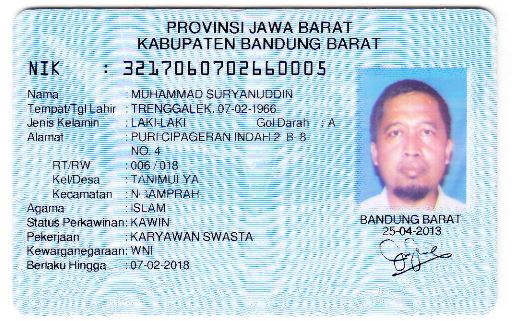 PROVINSI JAWA BARAT
KABUPATEN BANDUNG BARAT
NIK : 3217060702660005
Nama : MUHAMMAD SURYANUDDIN
Tempat/Tgl Lahir : TRENGGALEK, 07-02-1966
Jenis Kelamin : LAKI-LAKI Gol Darah : A
Alamat : PURI CIPAGERAN INDAH 2 B-8
NO. 4
RT/RW : 006 / 018
Kel/Desa : TANIMULYA
Kecamatan : NGAMPRAH
Agama : ISLAM
Status Perkawinan: KAWIN
Pekerjaan : KARYAWAN SWASTA
Kewarganegaraan: WNI
Berlaku Hingga : 07-02-2018
BANDUNG BARAT
25-04-2013